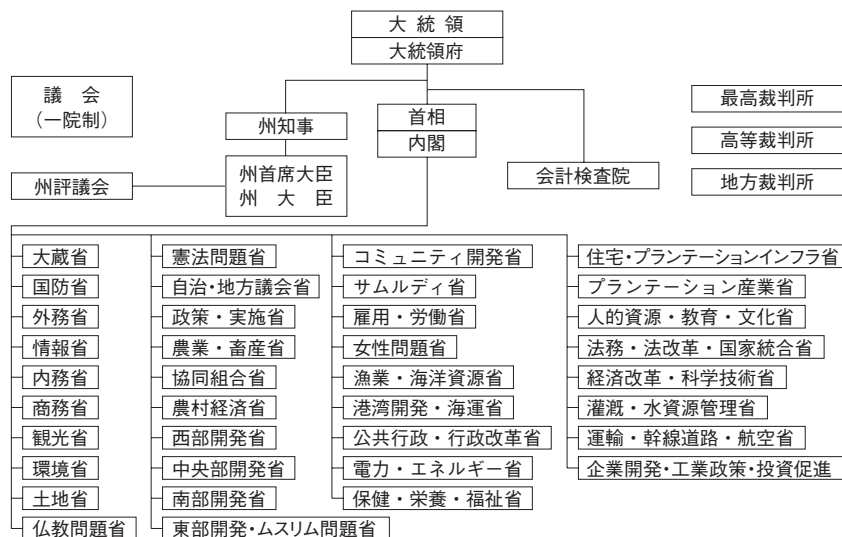 大統領
大統領府
議会
（一院制）
州知事
首相
内閣
最高裁判所
高等裁判所
地方裁判所
州評議会
州首席大臣
州大臣
会計検査院
大蔵省
国防省
外務省
情報省
内務省
商務省
観光省
環境省
土地省
仏教問題省
憲法問題省
自治・地方議会省
政策・実施省
農業・畜産省
協同組合省
農村経済省
西部開発省
中央部開発省
南部開発省
東部開発・ムスリム問題省
コミュニティ開発省
サムルディ省
雇用・労働省
女性問題省
漁業・海洋資源省
港湾開発・海運省
公共行政・行政改革省
電力・エネルギー省
保健・栄養・福祉省
住宅・プランテーションインフラ省
プランテーション産業省
人的資源・教育・文化省
法務・法改革・国家統合省
経済改革・科学技術省
灌漑・水資源管理省
運輸・幹線道路・航空省
企業開発・工業政策・投資促進